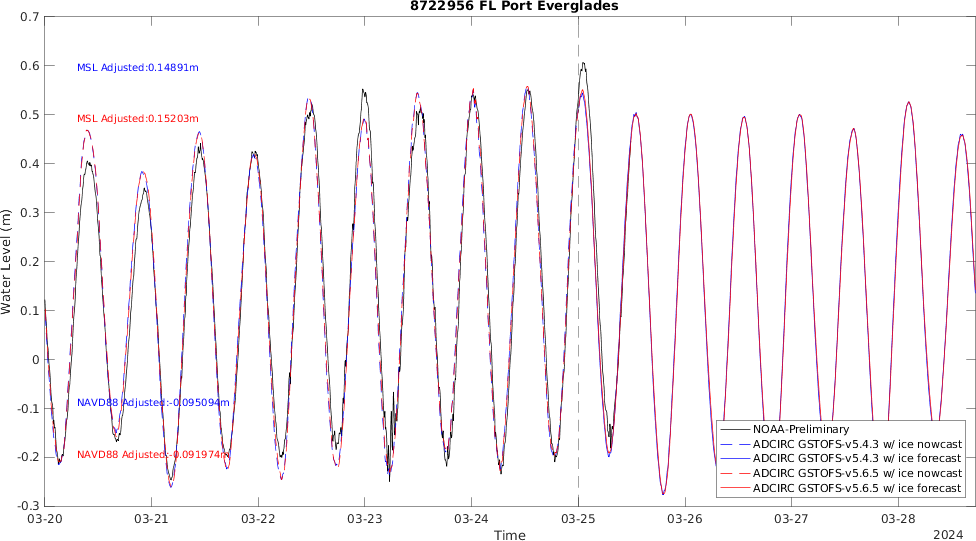 8722956 FL Port Everglades
0.7
0.6
0.5
0.4
0.3
0.2
0.1
0
-0.1
-0.2
-0.3
Water Level (m)
MSL Adjusted:0.14891m
MSL Adjusted:0.15203m
NAVD88 Adjusted:-0.095094m
NAVD88 Adjusted:-0.091974m
NOAA-Preliminary
ADCIRC GSTOFS-v5.4.3 w/ ice nowcast
ADCIRC GSTOFS-v5.4.3 w/ ice forecast
ADCIRC GSTOFS-v5.6.5 w/ ice nowcast
ADCIRC GSTOFS-v5.6.5 w/ ice forecast
03-20 03-21 03-22 03-23 03-24 03-25 03-26 03-27 03-28
Time
2024